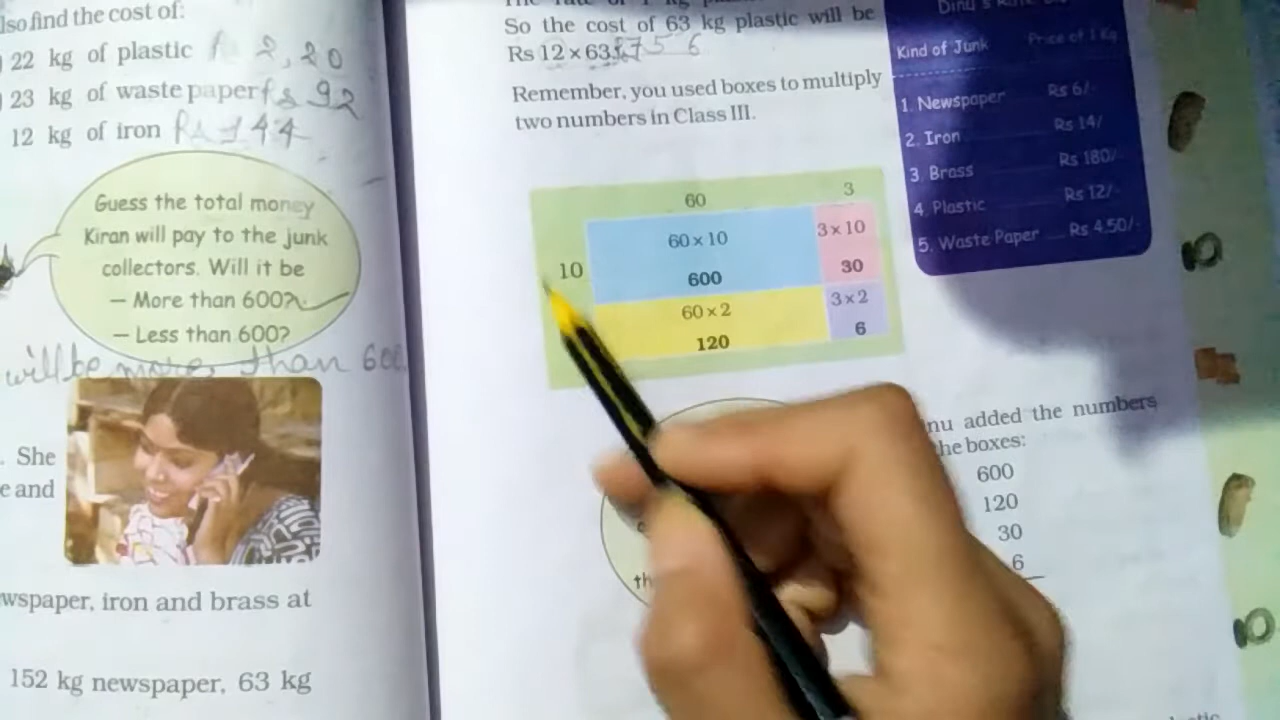 lso find the cost of:
22 kg of plastic 2,20
23 kg of waste paper Rs 92
12 kg of iron Rs 144
Guess the total money
Kiran will pay to the junk
collectors. Will it be
– More than 600?
– Less than 600?
will be more than 600
. She
e and
wspaper, iron and brass at
152 kg newspaper, 63 kg
So the cost of 63 kg plastic will be
Rs 12 × 63 = 756
Remember, you used boxes to multiply
two numbers in Class III.
60 3
60 × 10 3 × 10
10 600 30
60 × 2 3 × 2
120 6
th
nu added the numbers
he boxes:
600
120
30
6
Kind of Junk Price of 1 Kg
1. Newspaper Rs 6/-
2. Iron Rs 14/
3. Brass Rs 180/-
4. Plastic Rs 12/-
5. Waste Paper Rs 4.50/-